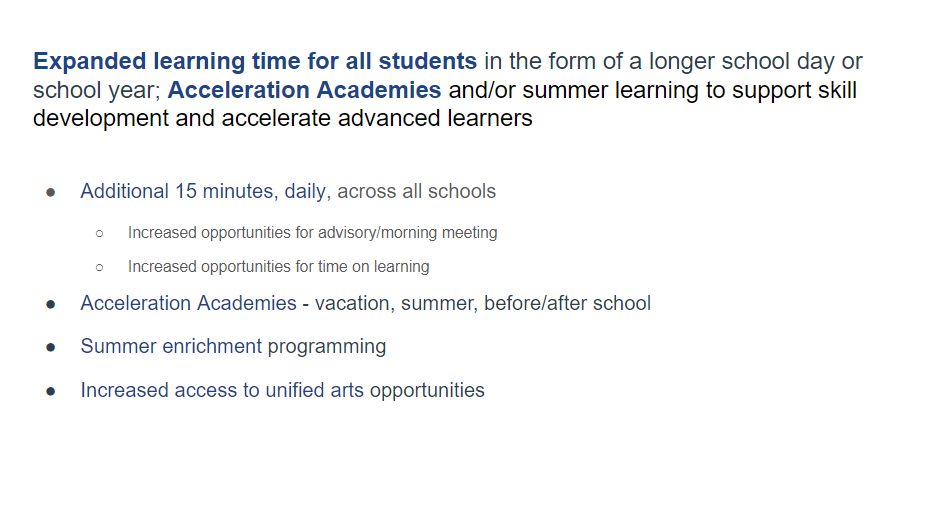 Expanded learning time for all students in the form of a longer school day or
school year; Acceleration Academies and/or summer learning to support skill
development and accelerate advanced learners
● Additional 15 minutes, daily, across all schools
○ Increased opportunities for advisory/morning meeting
○ Increased opportunities for time on learning
● Acceleration Academies - vacation, summer, before/after school
● Summer enrichment programming
● Increased access to unified arts opportunities